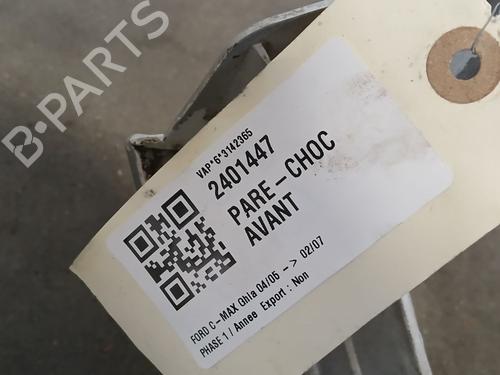 B-PARTS
VAP*6*3142365
2401447
PARE-CHOC
AVANT
FORD C-MAX Ghia 04/05 -> 02/07
PHASE 1 / Annee Export : Non